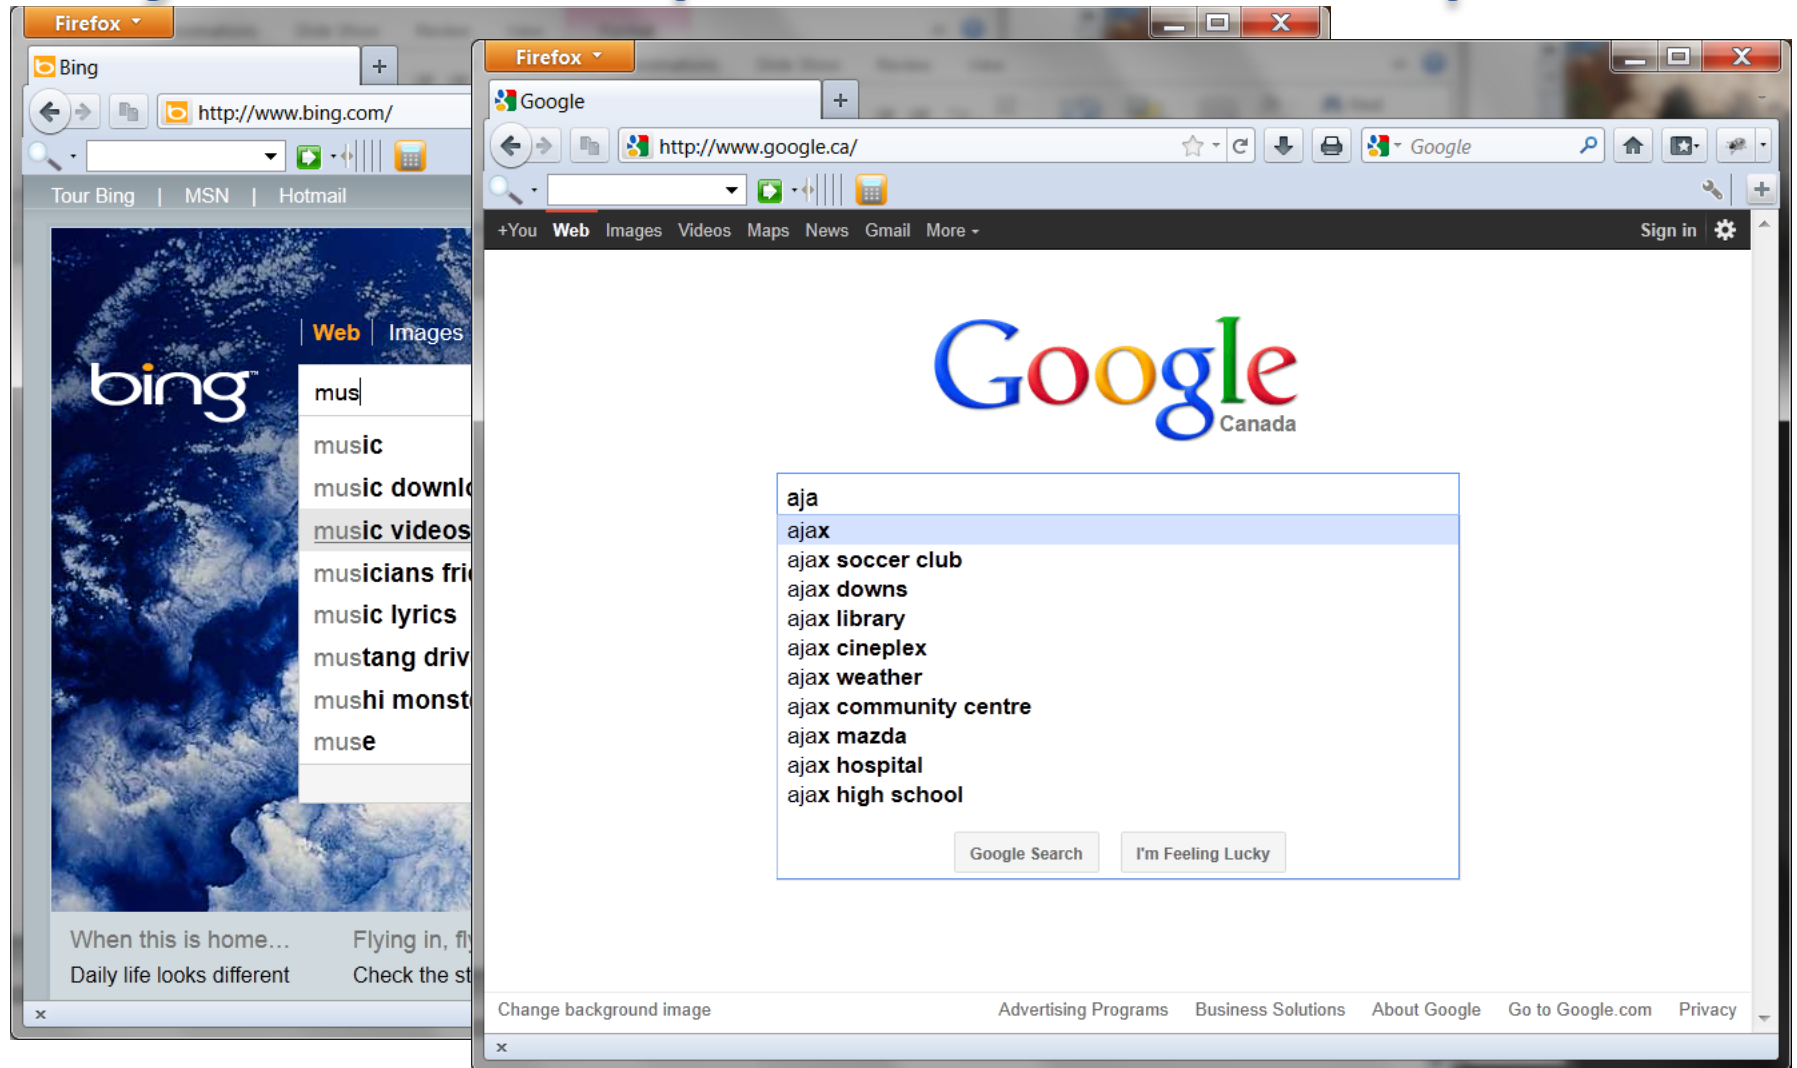 Firefox
Bing
http://www.bing.com/
Tour Bing | MSN | Hotmail
Web Images
bing™
mus
music
music downlo
music videos
musicians frie
music lyrics
mustang driv
mushi monste
muse
When this is home...
Daily life looks different
Flying in, fly
Check the st
x
Firefox
Google
http://www.google.ca/
Google
+You Web Images Videos Maps News Gmail More
Sign in
Google
Canada
aja
ajax
ajax soccer club
ajax downs
ajax library
ajax cineplex
ajax weather
ajax community centre
ajax mazda
ajax hospital
ajax high school
Google Search I'm Feeling Lucky
Change background image Advertising Programs Business Solutions About Google Go to Google.com Privacy
x